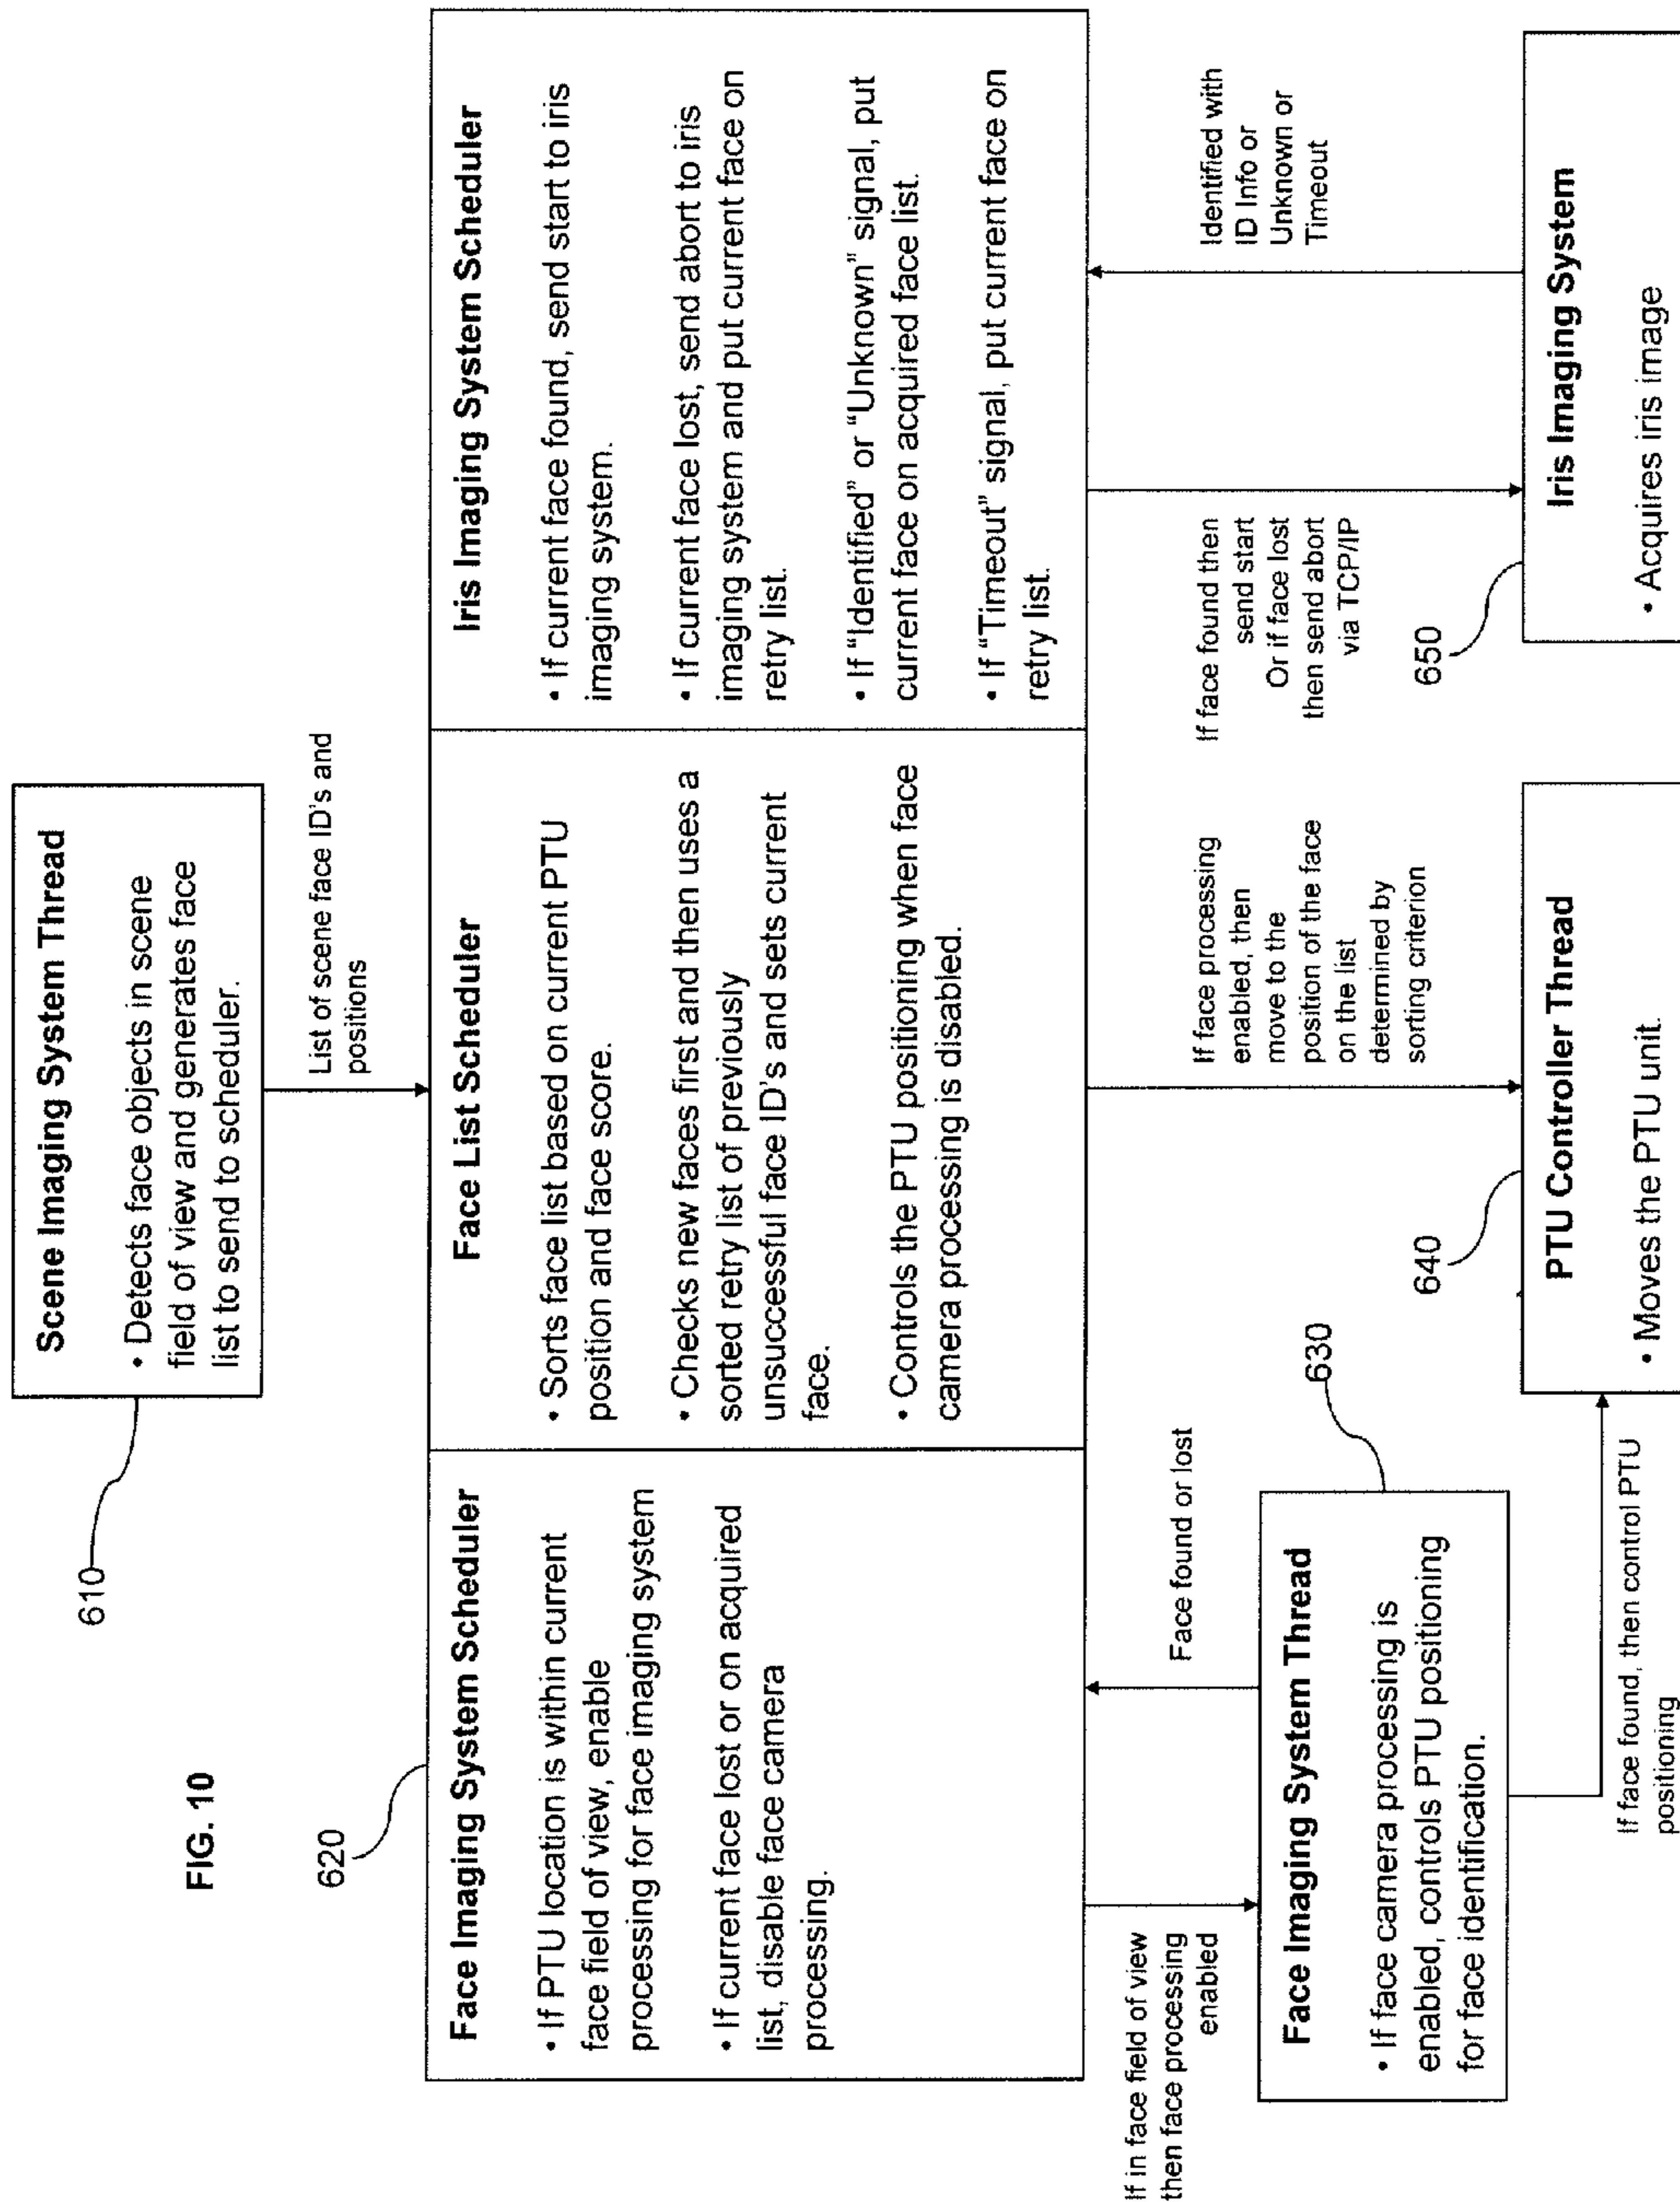 FIG. 10
610
Scene Imaging System Thread
• Detects face objects in scene
field of view and generates face
list to send to scheduler.
List of scene face ID's and
positions
620
Face Imaging System Scheduler
• If PTU location is within current
face field of view, enable
processing for face imaging system
• If current face lost or on acquired
list, disable face camera
processing.
Face List Scheduler
• Sorts face list based on current PTU
position and face score.
• Checks new faces first and then uses a
sorted retry list of previously
unsuccessful face ID's and sets current
face.
• Controls the PTU positioning when face
camera processing is disabled.
Iris Imaging System Scheduler
• If current face found, send start to iris
imaging system.
• If current face lost, send abort to iris
imaging system and put current face on
retry list.
• If “Identified” or “Unknown” signal, put
current face on acquired face list.
• If “Timeout” signal, put current face on
retry list.
If in face field of view
then face processing
enabled
Face found or lost
If face processing
enabled, then
move to the
position of the face
on the list
determined by
sorting criterion
If face found then
send start
Or if face lost
then send abort
via TCP/IP
Identified with
ID Info or
Unknown or
Timeout
630
Face Imaging System Thread
• If face camera processing is
enabled, controls PTU positioning
for face identification.
If face found, then control PTU
positioning
640
PTU Controller Thread
• Moves the PTU unit.
650
Iris Imaging System
• Acquires iris image